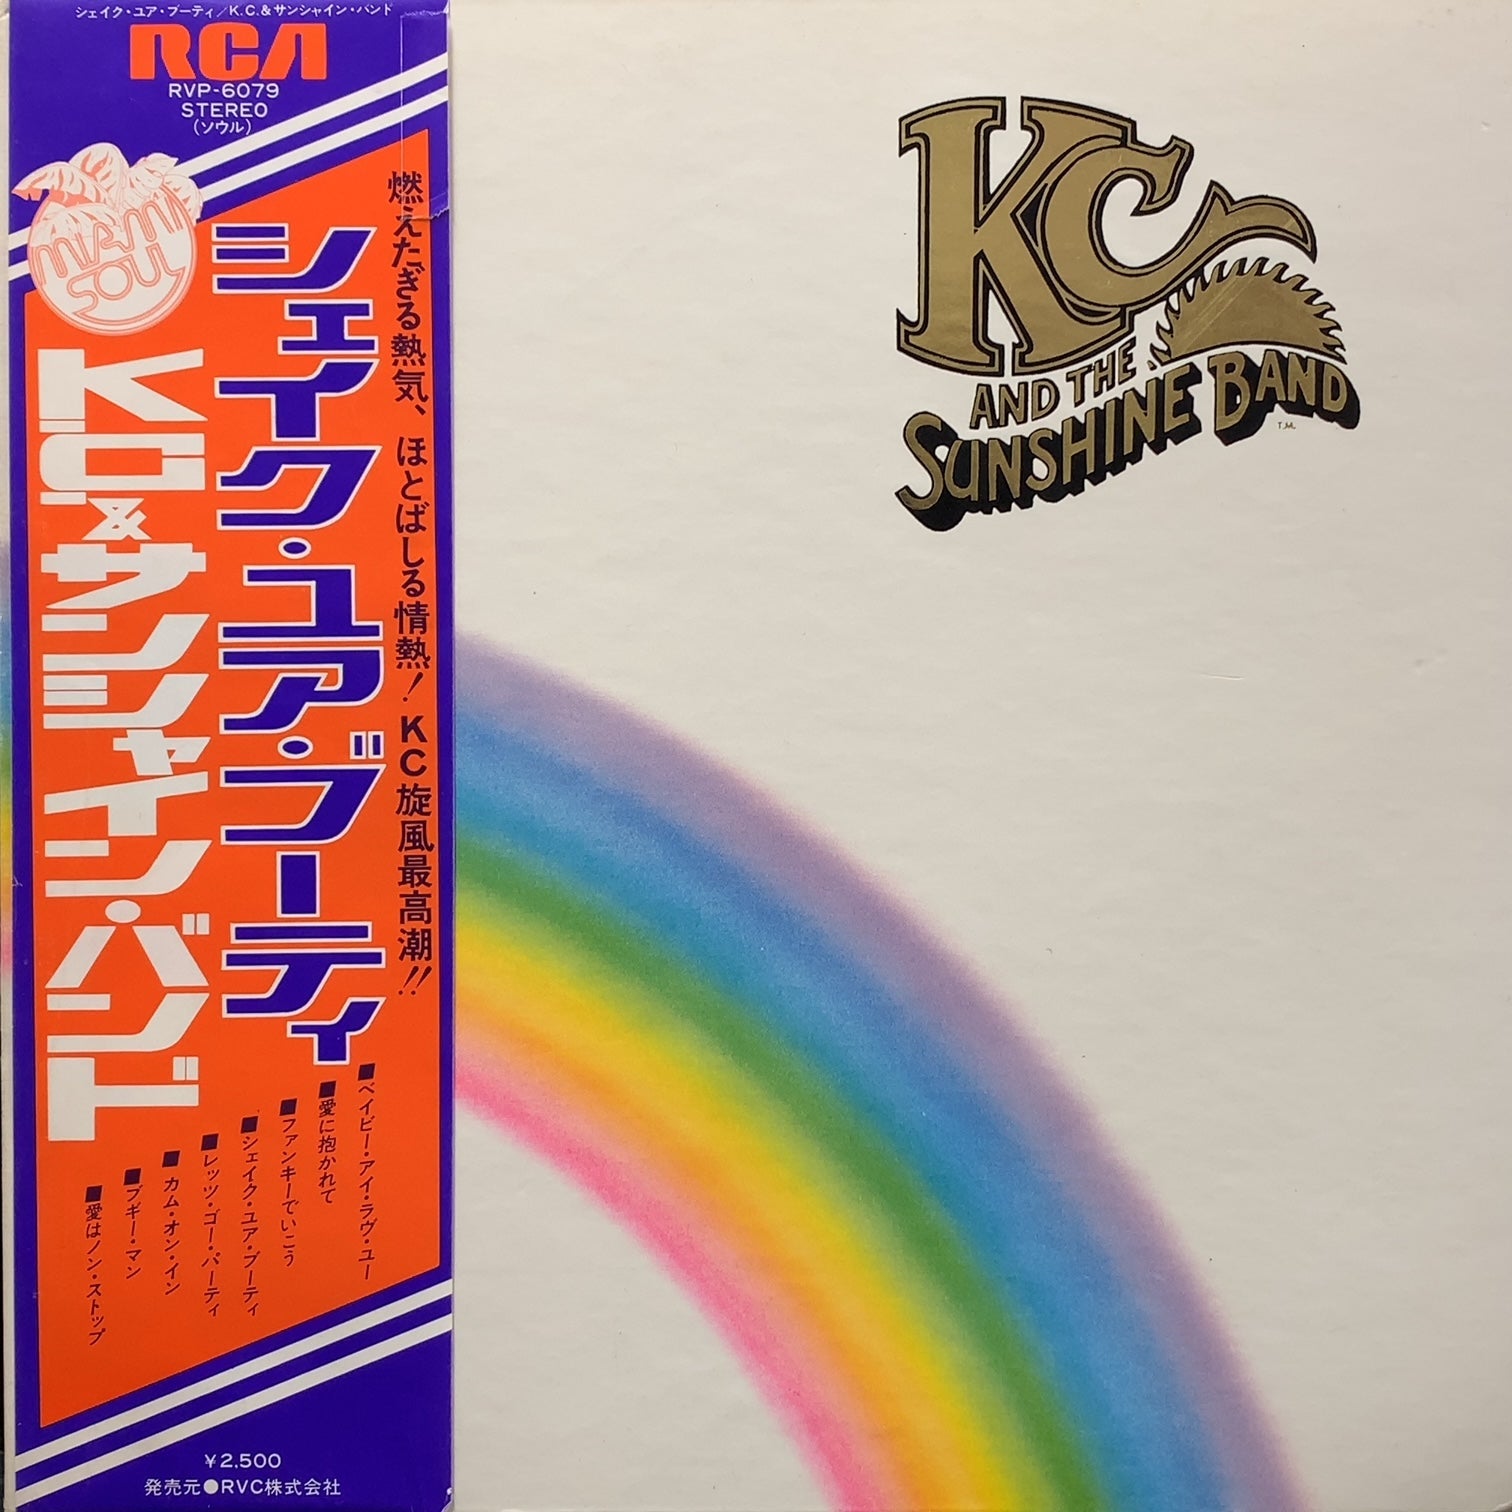 シェイク・ユア・ブーティ／K.C.&サンシャイン・バンド
RCA
RVP-6079
STEREO
(ソウル)
MIAMI
SOUL
燃えたぎる熱気、ほとばしる情熱！KC旋風最高潮!!
シェイク・ユア・ブーティ
K.C.&サンシャイン・バンド
■ベイビー・アイ・ラヴ・ユー
■愛に抱かれて
■ファンキーでいこう
■シェイク・ユア・ブーティ
■レッツ・ゴー・パーティ
■カム・オン・イン
■ブギー・マン
■愛はノン・ストップ
¥2,500
発売元●RVC株式会社
KC
AND THE
SUNSHINE BAND
T.M.